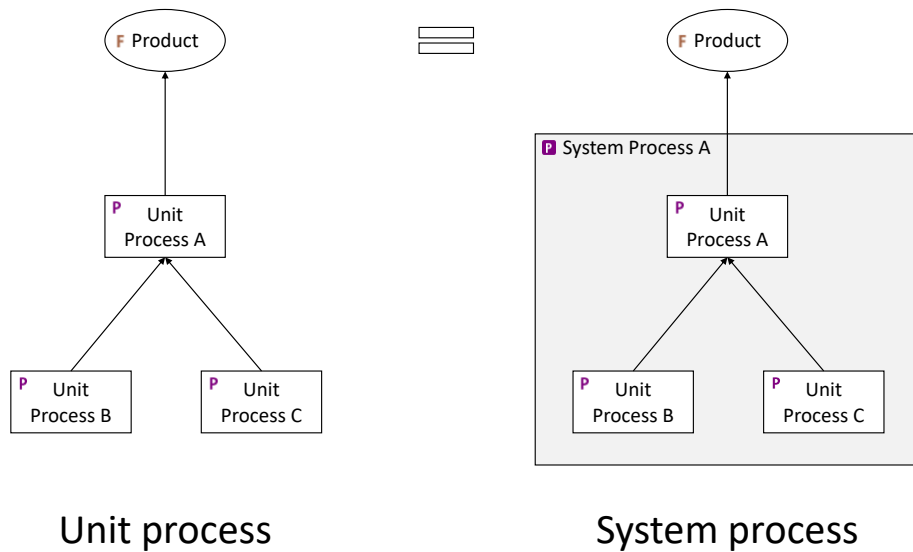 F Product
F Product
P System Process A
P Unit
Process A
P Unit
Process A
P Unit
Process B
P Unit
Process C
P Unit
Process B
P Unit
Process C
Unit process
System process